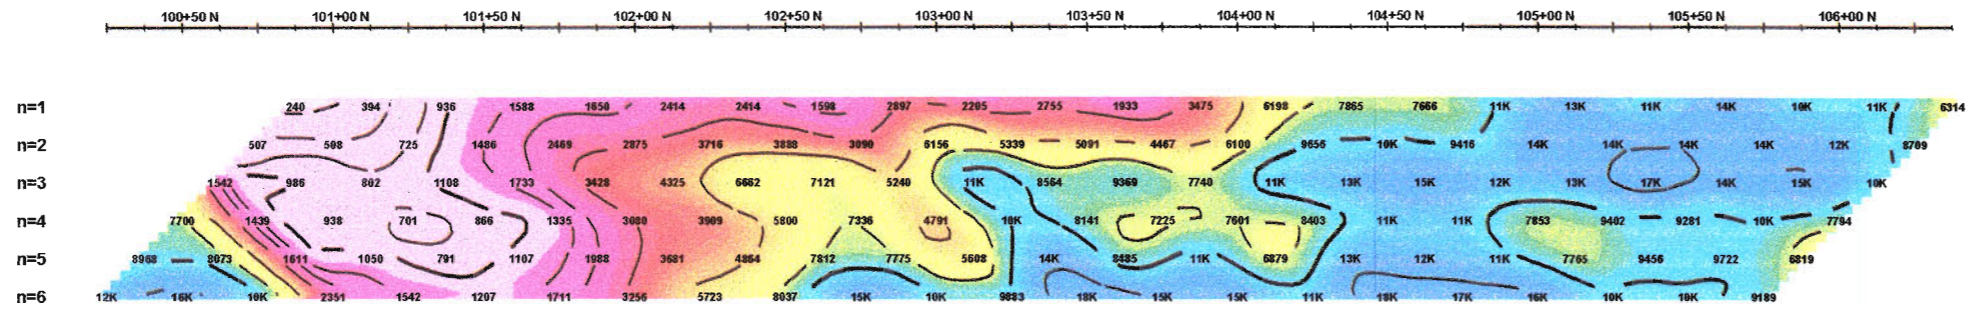 100+50 N 101+00 N 101+50 N 102+00 N 102+50 N 103+00 N 103+50 N 104+00 N 104+50 N 105+00 N 105+50 N 106+00 N
n=1 240 394 936 1588 1650 2414 2414 1598 2897 2205 2755 1933 3475 6198 7865 7666 11K 13K 11K 14K 10K 11K 6314
n=2 507 508 725 1486 2469 2875 3716 3888 3090 6156 5339 5091 4467 6100 9656 10K 9416 14K 14K 14K 14K 12K 8709
n=3 1542 986 802 1108 1733 3428 4325 6662 7121 5240 11K 8564 9369 7740 11K 13K 15K 12K 13K 17K 14K 15K 10K
n=4 7700 1439 938 701 866 1335 3080 3909 5800 7336 4791 10K 8141 7225 7601 8403 11K 11K 7853 9402 9281 10K 7794
n=5 8968 8073 1611 1050 791 1107 1988 3681 4864 7812 7775 5608 14K 8485 11K 6879 13K 12K 11K 7765 9456 9722 6819
n=6 12K 16K 10K 2351 1542 1207 1711 3256 5723 8037 15K 10K 9883 18K 15K 15K 11K 18K 17K 16K 10K 10K 9189